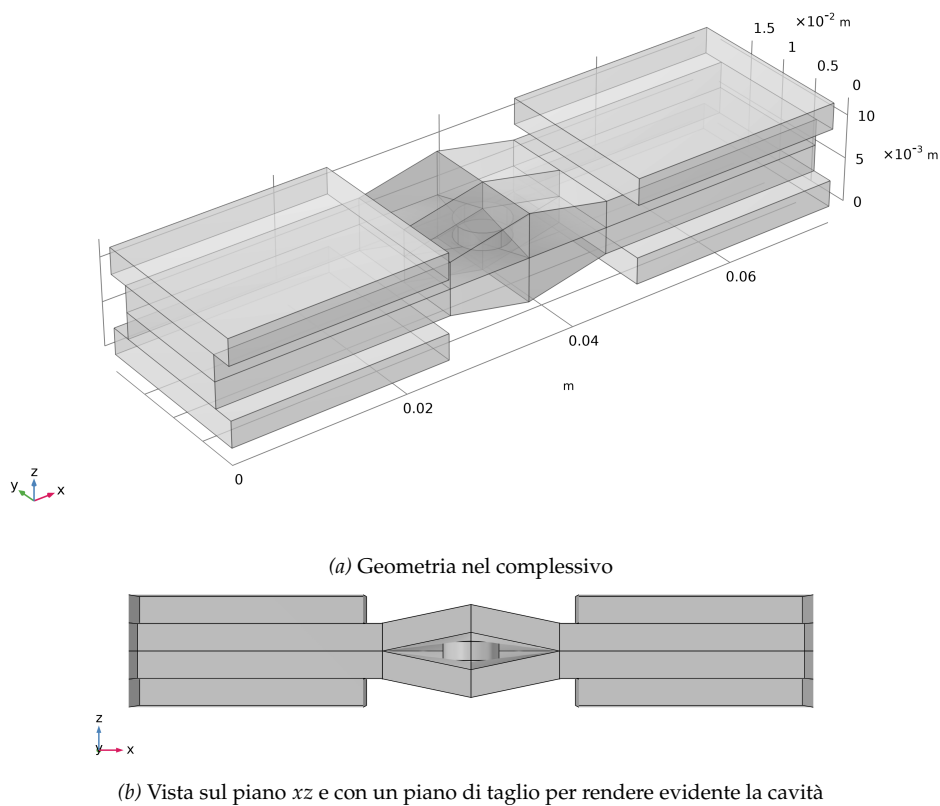 1.5 ×10⁻² m
1
0.5
0
10
5 ×10⁻³ m
0
0.06
0.04
m
0.02
0
z
y x
(a) Geometria nel complessivo
z
y x
(b) Vista sul piano xz e con un piano di taglio per rendere evidente la cavità